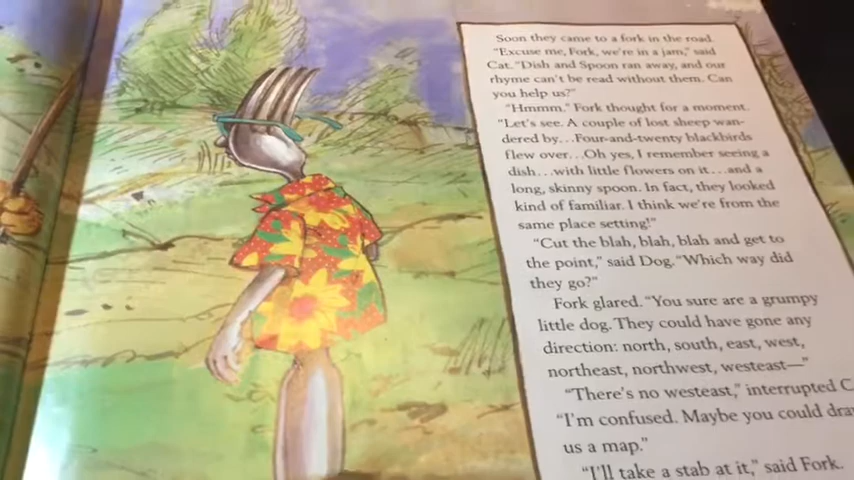 Soon they came to a fork in the road.
"Excuse me, Fork, we're in a jam," said
Cat. "Dish and Spoon ran away, and our
rhyme can't be read without them. Can
you help us?"
"Hmmm." Fork thought for a moment.
"Let's see. A couple of lost sheep wan-
dered by...Four-and-twenty blackbirds
flew over...Oh yes, I remember seeing a
dish...with little flowers on it...and a
long, skinny spoon. In fact, they looked
kind of familiar. I think we're from the
same place setting!"
"Cut the blah, blah, blah and get to
the point," said Dog. "Which way did
they go?"
Fork glared. "You sure are a grumpy
little dog. They could have gone any
direction: north, south, east, west,
northeast, northwest, westeast—"
"There's no westeast," interrupted
"I'm confused. Maybe you could
us a map."
"I'll take a stab at it," said Fork.